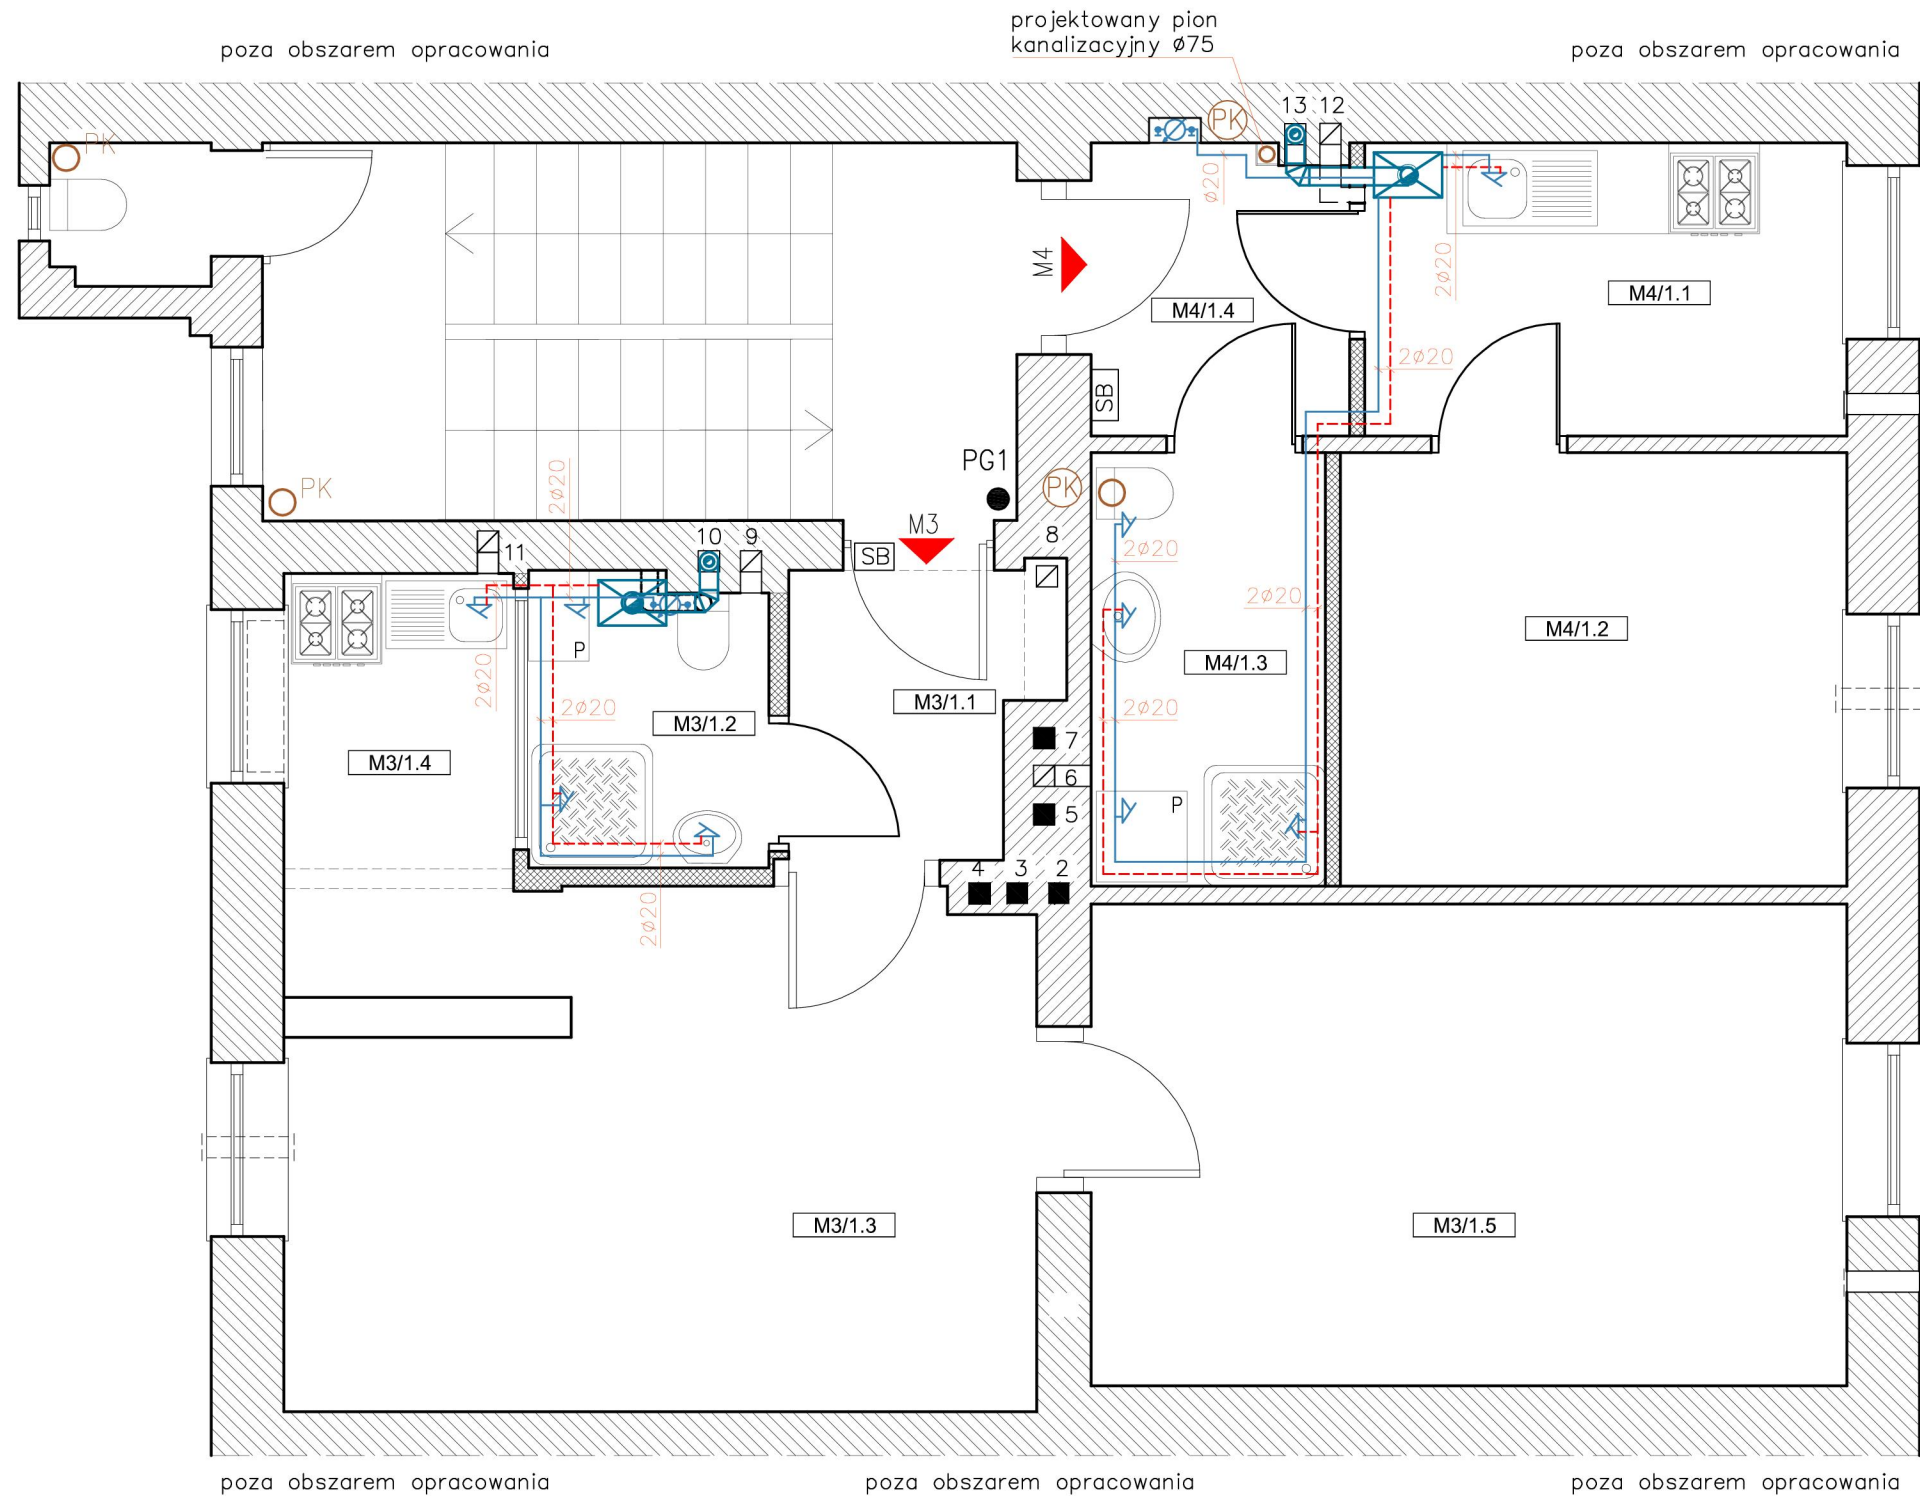 projektowany pion
kanalizacyjny ø75
poza obszarem opracowania
poza obszarem opracowania
PK
PK
13
12
ø20
2ø20
M4
M4/1.4
M4/1.1
2ø20
SB
PG1
PK
PK
2ø20
M3
SB
11
10
9
8
2ø20
2ø20
2ø20
P
M3/1.2
2ø20
M3/1.1
M3/1.4
M4/1.3
M4/1.2
2ø20
7
6
5
P
4
3
2
2ø20
M3/1.3
M3/1.5
poza obszarem opracowania
poza obszarem opracowania
poza obszarem opracowania